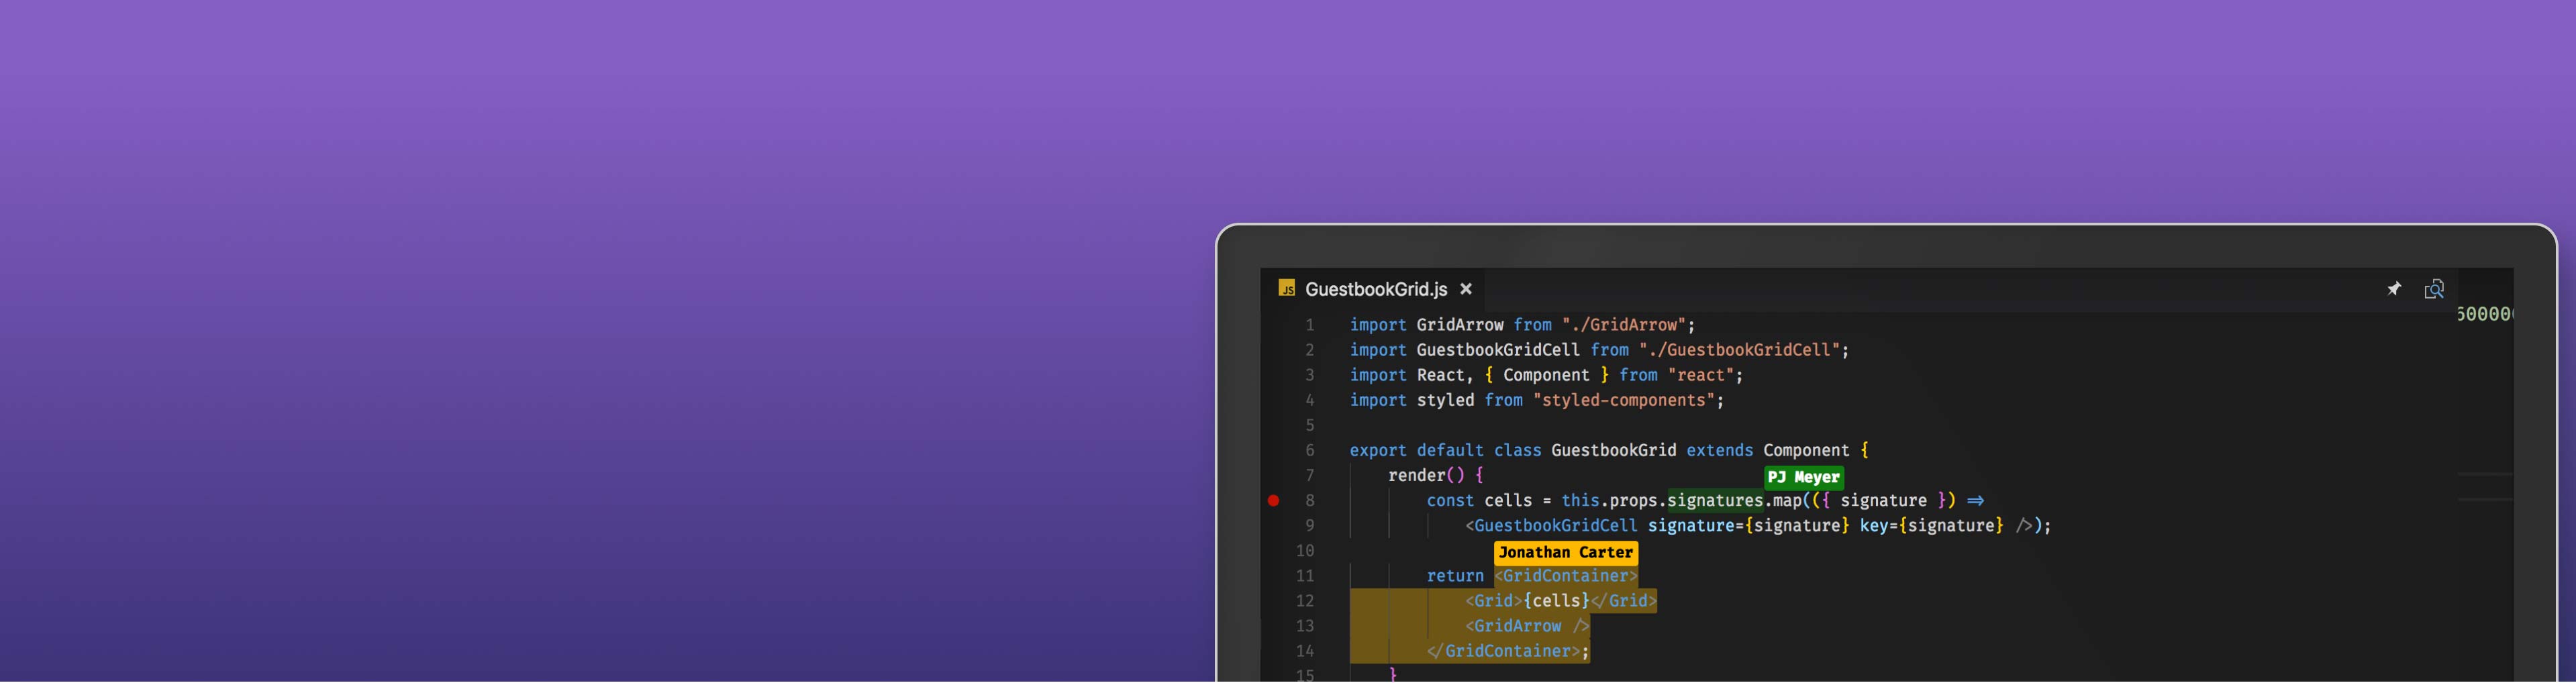 JS GuestbookGrid.js ×
600000
1 import GridArrow from "./GridArrow";
2 import GuestbookGridCell from "./GuestbookGridCell";
3 import React, { Component } from "react";
4 import styled from "styled-components";
5
6 export default class GuestbookGrid extends Component {
7 render() {
PJ Meyer
8 const cells = this.props.signatures.map(({ signature }) ⇒
9 <GuestbookGridCell signature={signature} key={signature} />);
10
Jonathan Carter
11 return <GridContainer>
12 <Grid>{cells}</Grid>
13 <GridArrow />
14 </GridContainer>;
15 }